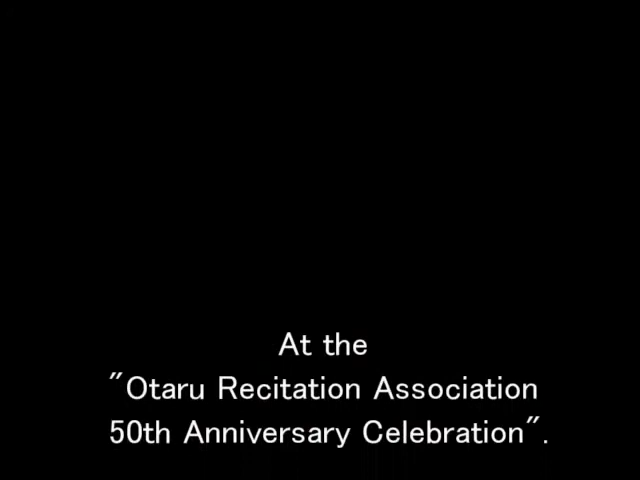 At the
"Otaru Recitation Association
50th Anniversary Celebration".